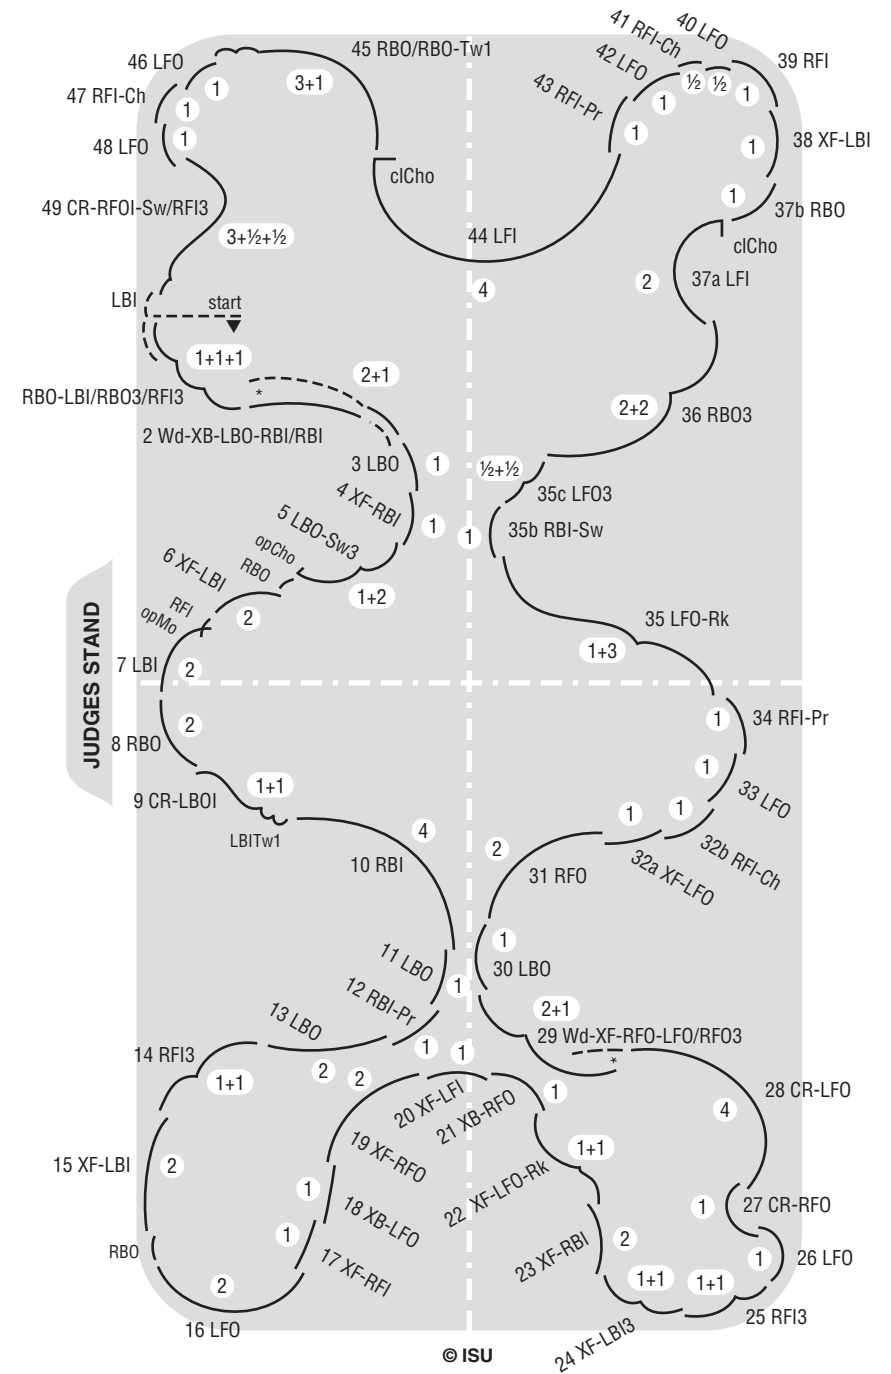 41 RFI-Ch
40 LFO
45 RBO/RBO-Tw1
42 LFO
39 RFI
46 LFO
3+1
½
½
1
47 RFI-Ch
1
43 RFI-Pr
1
1
1
1
38 XF-LBI
48 LFO
1
clCho
1
37b RBO
49 CR-RFOI-Sw/RFI3
3+½+½
44 LFI
clCho
4
2
37a LFI
LBI
start
1+1+1
2+1
RBO-LBI/RBO3/RFI3
*
2+2
36 RBO3
2 Wd-XB-LBO-RBI/RBI
3 LBO
1
½+½
4 XF-RBI
35c LFO3
5 LBO-Sw3
1
1
35b RBI-Sw
opCho
RBO
6 XF-LBI
1+2
RFI
opMo
2
35 LFO-Rk
1+3
7 LBI
2
JUDGES STAND
8 RBO
2
1
34 RFI-Pr
1
9 CR-LBOI
1+1
33 LFO
LBITw1
4
1
1
32b RFI-Ch
10 RBI
2
31 RFO
32a XF-LFO
11 LBO
1
30 LBO
12 RBI-Pr
1
2+1
13 LBO
29 Wd-XF-RFO-LFO/RFO3
*
14 RFI3
1
1
1+1
2
2
20 XF-LFI
21 XB-RFO
1
28 CR-LFO
4
19 XF-RFO
1+1
15 XF-LBI
2
22 XF-LFO-Rk
1
18 XB-LFO
1
27 CR-RFO
RBO
1
17 XF-RFI
23 XF-RBI
2
1
26 LFO
2
1+1
1+1
16 LFO
24 XF-LBI3
25 RFI3
© ISU